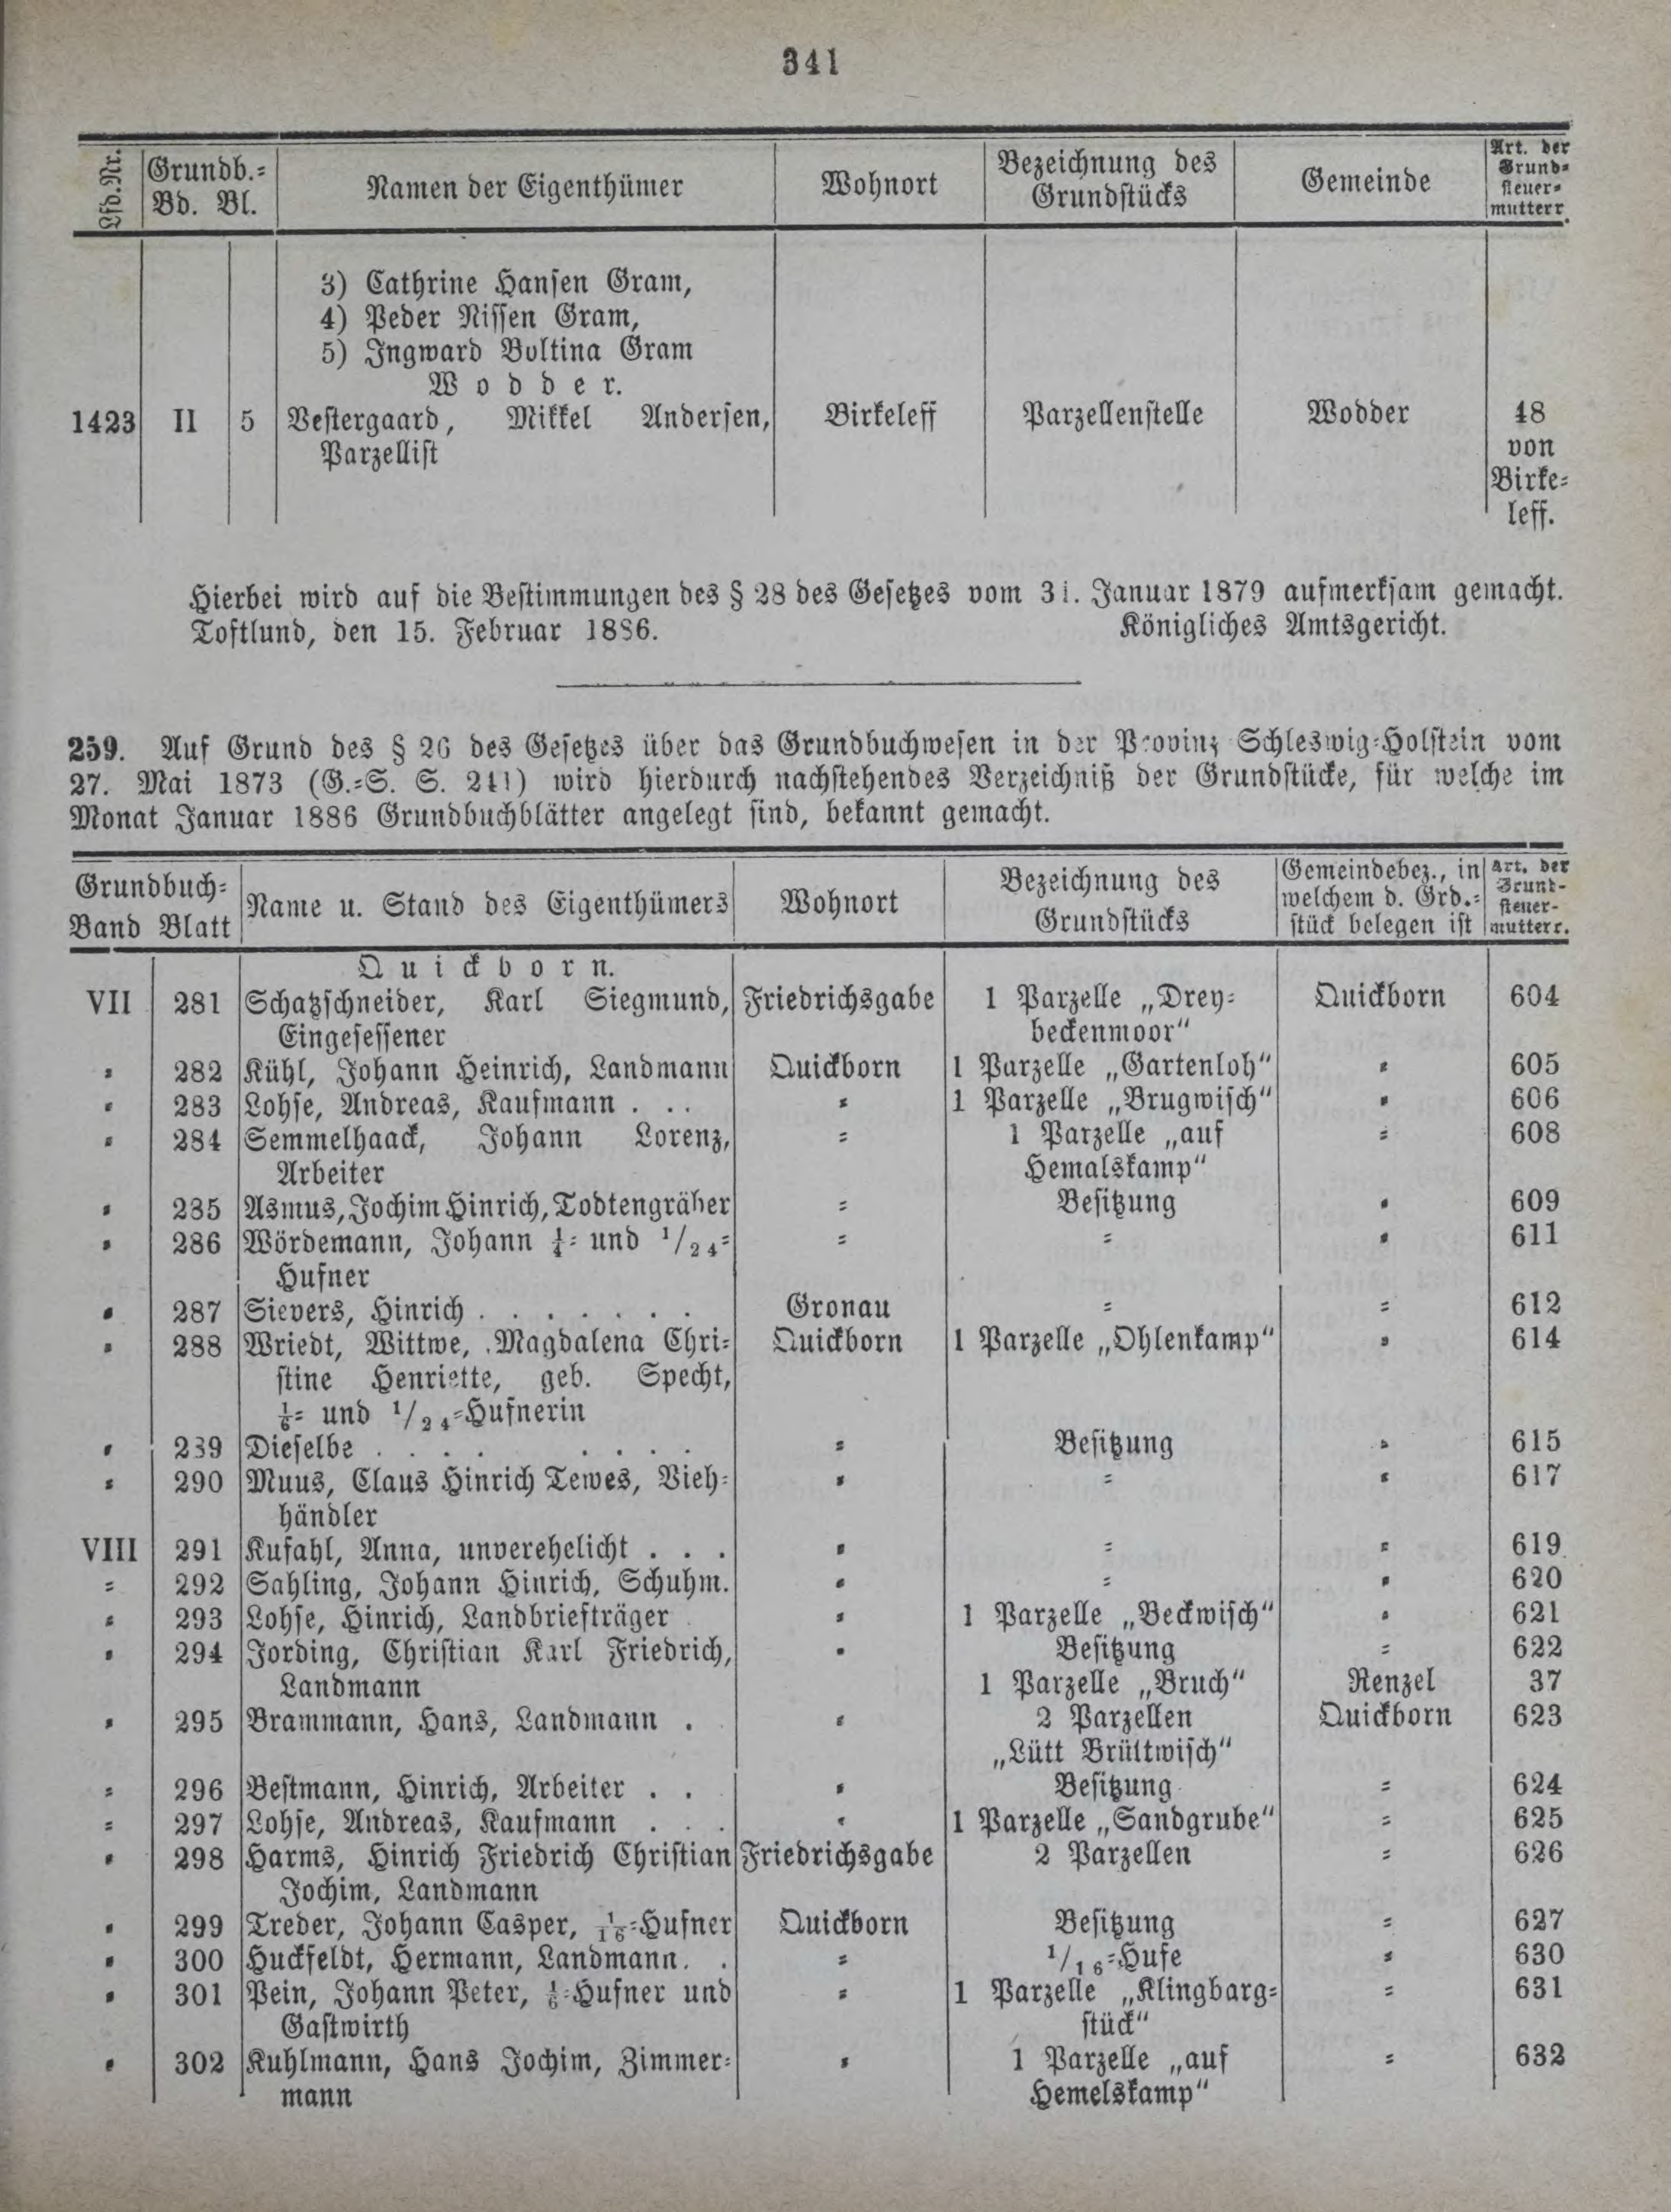 341
Lfd. Nr. Grundb.= Bd. Bl. Namen der Eigenthümer Wohnort Bezeichnung des Grundstücks Gemeinde Art. der Grund= steuer= mutterr.
3) Cathrine Hansen Gram,
4) Peder Nissen Gram,
5) Ingward Boltina Gram
Wodder.
1423 II 5 Vestergaard, Mikkel Andersen, Birkeleff Parzellenstelle Wodder 48
Parzellist von
Birke=
leff.
Hierbei wird auf die Bestimmungen des § 28 des Gesetzes vom 31. Januar 1879 aufmerksam gemacht.
Toftlund, den 15. Februar 1886. Königliches Amtsgericht.
259. Auf Grund des § 26 des Gesetzes über das Grundbuchwesen in der Provinz Schleswig=Holstein vom
27. Mai 1873 (G.=S. S. 241) wird hierdurch nachstehendes Verzeichniß der Grundstücke, für welche im
Monat Januar 1886 Grundbuchblätter angelegt sind, bekannt gemacht.
Grundbuch= Band Blatt Name u. Stand des Eigenthümers Wohnort Bezeichnung des Grundstücks Gemeindebez., in welchem d. Grd.= stück belegen ist Art. der Grund= steuer= mutterr.
Quickborn.
VII 281 Schatzschneider, Karl Siegmund, Friedrichsgabe 1 Parzelle „Drey= Quickborn 604
Eingesessener beckenmoor“
= 282 Kühl, Johann Heinrich, Landmann Quickborn 1 Parzelle „Gartenloh“ = 605
= 283 Lohse, Andreas, Kaufmann . . . = 1 Parzelle „Brugwisch“ = 606
= 284 Semmelhaack, Johann Lorenz, = 1 Parzelle „auf = 608
Arbeiter Hemalskamp“
= 285 Asmus, Jochim Hinrich, Todtengräber = Besitzung = 609
= 286 Wördemann, Johann ¼= und 1/24= = = = 611
Hufner
= 287 Sievers, Hinrich . . . . . . . Gronau = = 612
= 288 Wriedt, Wittwe, Magdalena Chri= Quickborn 1 Parzelle „Ohlenkamp“ = 614
stine Henriette, geb. Specht,
⅙= und 1/24=Hufnerin
= 289 Dieselbe . . . . . . . . = Besitzung = 615
= 290 Muus, Claus Hinrich Tewes, Vieh= = = = 617
händler
VIII 291 Kufahl, Anna, unverehelicht . . . = = = 619
= 292 Sahling, Johann Hinrich, Schuhm. = = = 620
= 293 Lohse, Hinrich, Landbriefträger = 1 Parzelle „Beckwisch“ = 621
= 294 Jording, Christian Karl Friedrich, = Besitzung = 622
Landmann 1 Parzelle „Bruch“ Renzel 37
= 295 Brammann, Hans, Landmann . = 2 Parzellen Quickborn 623
„Lütt Brültwisch“
= 296 Bestmann, Hinrich, Arbeiter . . = Besitzung = 624
= 297 Lohse, Andreas, Kaufmann . . . = 1 Parzelle „Sandgrube“ = 625
= 298 Harms, Hinrich Friedrich Christian Friedrichsgabe 2 Parzellen = 626
Jochim, Landmann
= 299 Treder, Johann Casper, 1/16=Hufner Quickborn Besitzung = 627
= 300 Huckfeldt, Hermann, Landmann. . = 1/16=Hufe = 630
= 301 Pein, Johann Peter, ⅙=Hufner und = 1 Parzelle „Klingbarg= = 631
Gastwirth stück“
= 302 Kuhlmann, Hans Jochim, Zimmer= = 1 Parzelle „auf = 632
mann Hemelskamp“